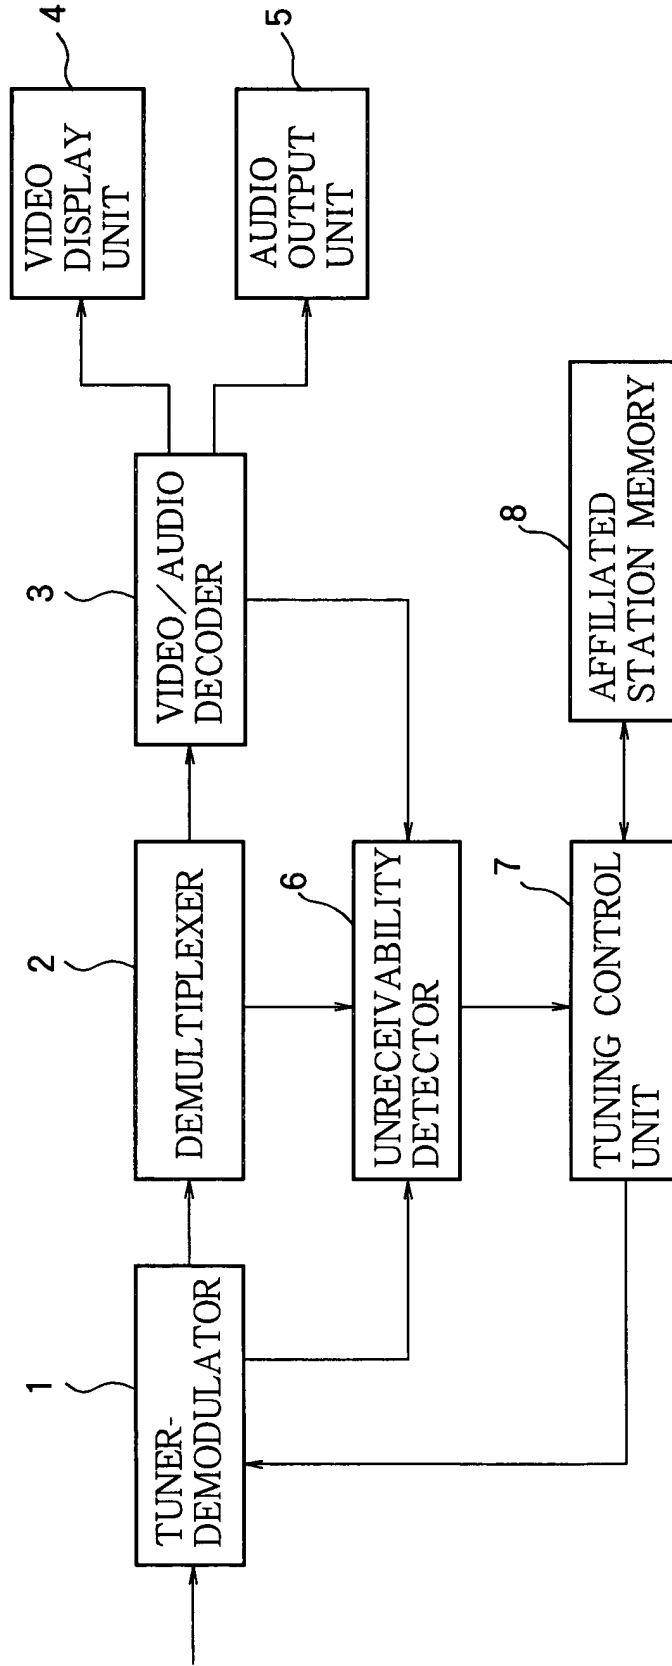 1
TUNER-
DEMODULATOR
2
DEMULTIPLEXER
3
VIDEO/AUDIO
DECODER
4
VIDEO
DISPLAY
UNIT
5
AUDIO
OUTPUT
UNIT
6
UNRECEIVABILITY
DETECTOR
7
TUNING CONTROL
UNIT
8
AFFILIATED
STATION MEMORY